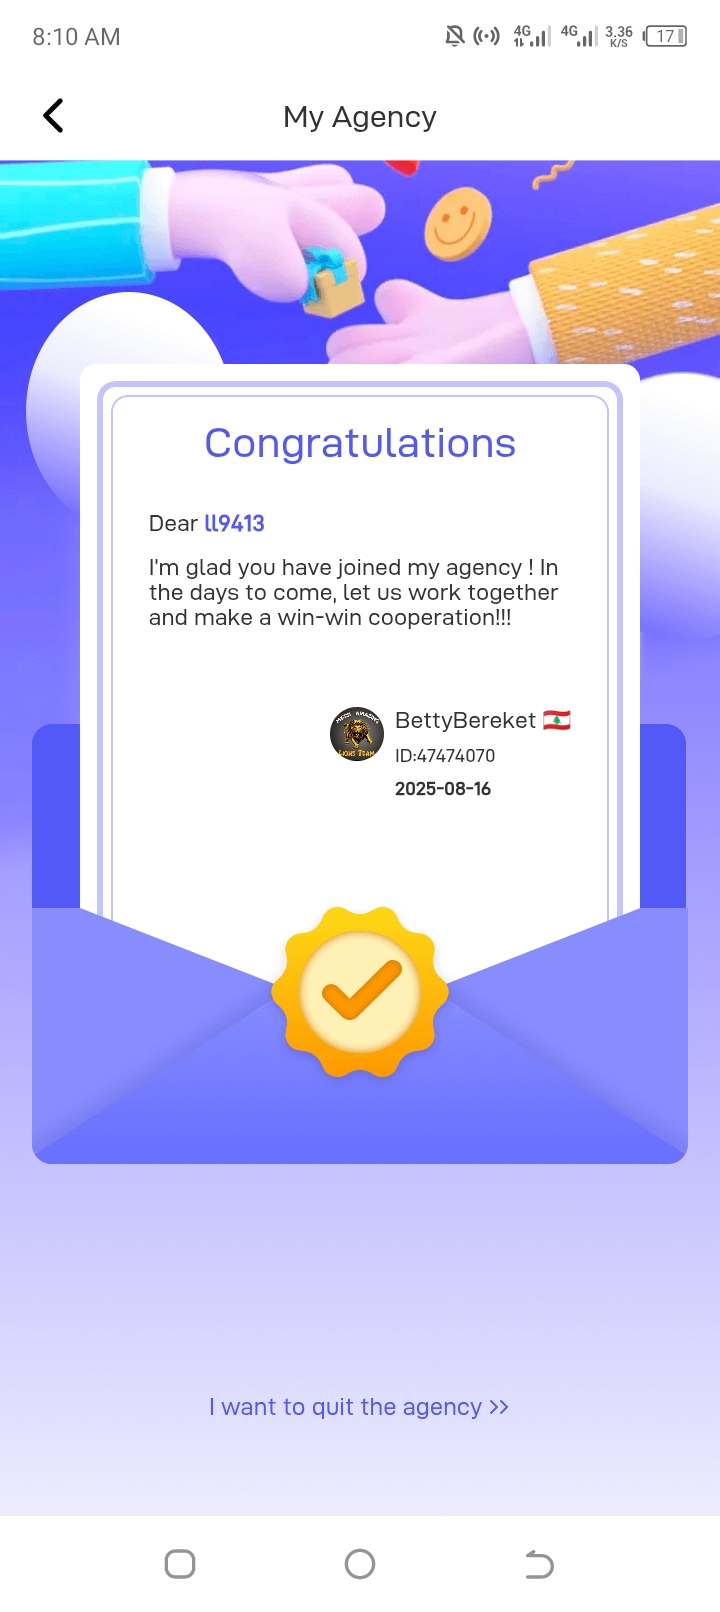 8:10 AM
4G 4G 3.36 K/S 17
My Agency
Congratulations
Dear ll9413
I'm glad you have joined my agency ! In
the days to come, let us work together
and make a win-win cooperation!!!
BettyBereket 🇱🇧
ID:47474070
2025-08-16
LIONS TEAM
I want to quit the agency >>